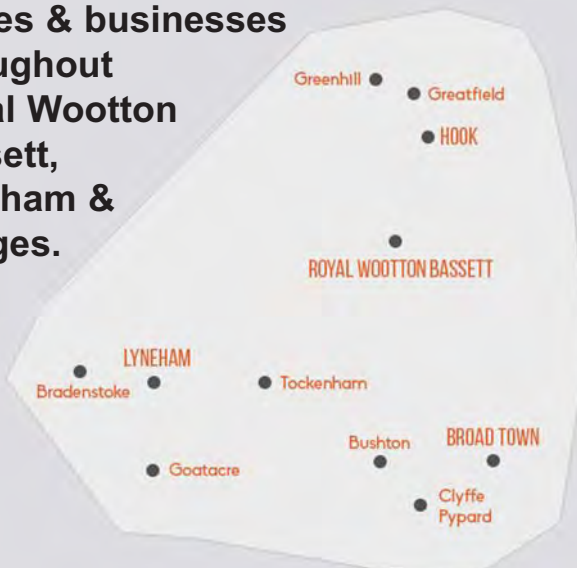 es & businesses
ughout
al Wootton
sett,
ham &
ges.
Greenhill
Greatfield
HOOK
ROYAL WOOTTON BASSETT
LYNEHAM
Bradenstoke
Tockenham
Goatacre
Bushton
BROAD TOWN
Clyffe
Pypard